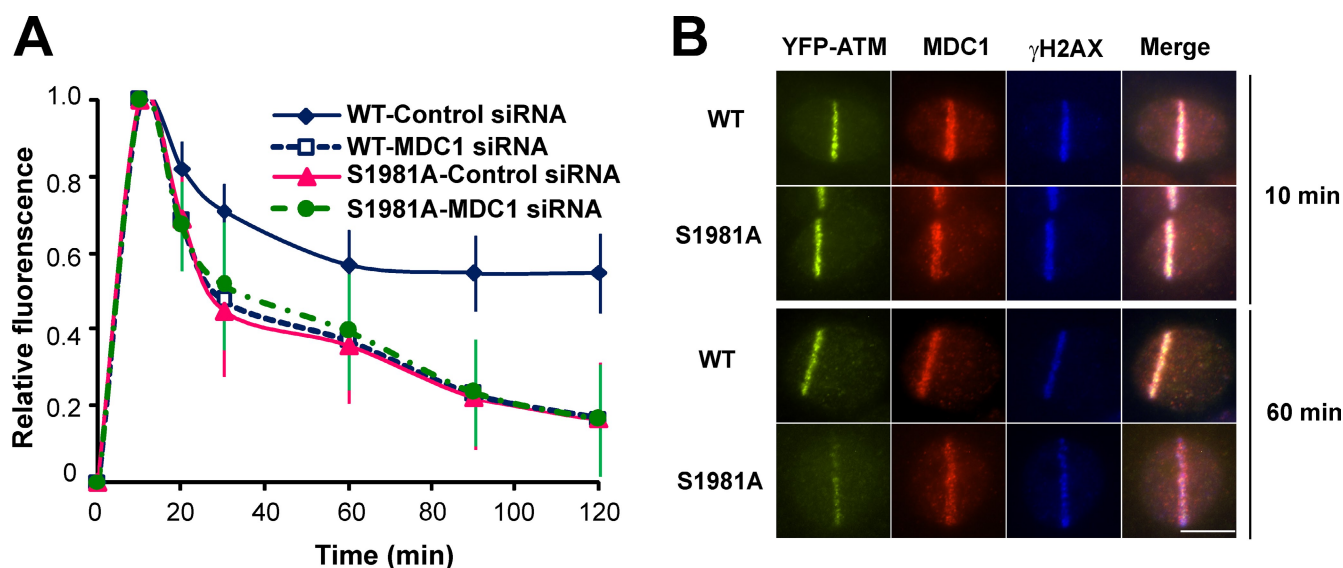 A
1.0
0.8
0.6
0.4
0.2
0
0 20 40 60 80 100 120
Relative fluorenscence
Time (min)
WT-Control siRNA
WT-MDC1 siRNA
S1981A-Control siRNA
S1981A-MDC1 siRNA
B
YFP-ATM MDC1 γH2AX Merge
WT
S1981A
10 min
WT
S1981A
60 min